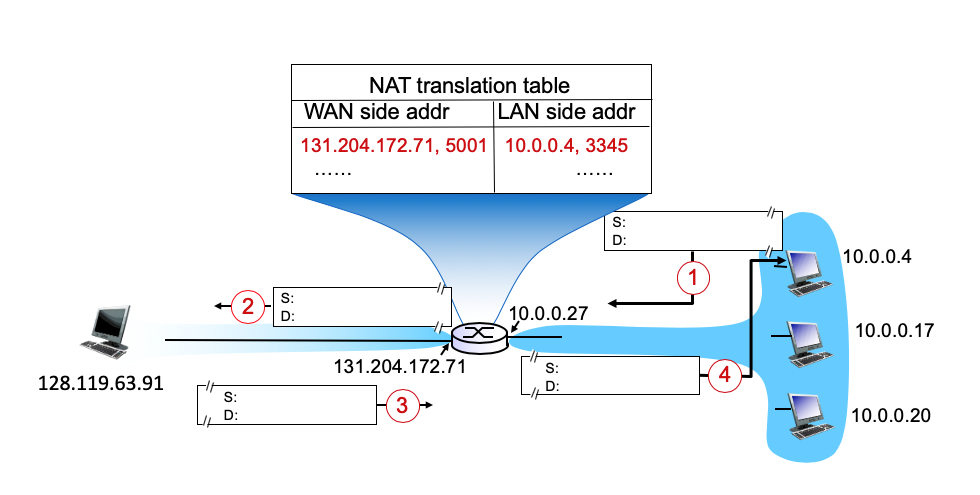 NAT translation table
WAN side addr
LAN side addr
131.204.172.71, 5001
10.0.0.4, 3345
......
......
S:
D:
10.0.0.4
1
2
S:
D:
10.0.0.27
10.0.0.17
131.204.172.71
S:
D:
4
128.119.63.91
S:
D:
3
10.0.0.20